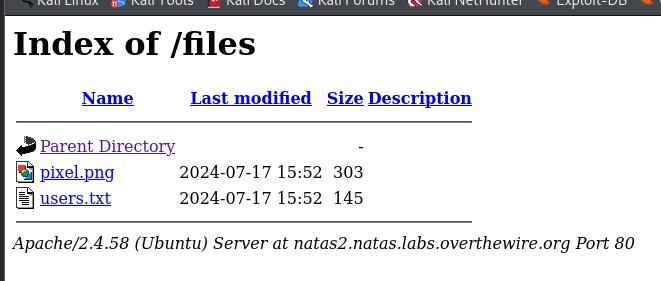 Kali Linux Kali Tools Kali Docs Kali Forums Kali NetHunter Exploit-DB
Index of /files
Name Last modified Size Description
Parent Directory -
pixel.png 2024-07-17 15:52 303
users.txt 2024-07-17 15:52 145
Apache/2.4.58 (Ubuntu) Server at natas2.natas.labs.overthewire.org Port 80